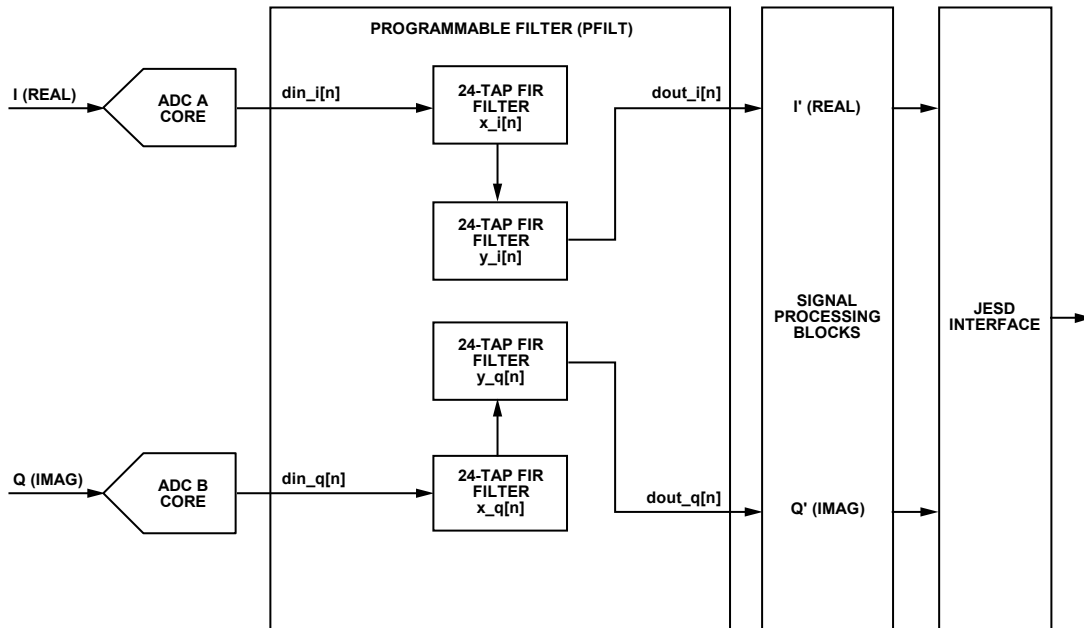 PROGRAMMABLE FILTER (PFILT)
I (REAL)
ADC A
CORE
din_i[n]
24-TAP FIR
FILTER
x_i[n]
dout_i[n]
I' (REAL)
24-TAP FIR
FILTER
y_i[n]
SIGNAL
PROCESSING
BLOCKS
JESD
INTERFACE
24-TAP FIR
FILTER
y_q[n]
Q (IMAG)
ADC B
CORE
din_q[n]
24-TAP FIR
FILTER
x_q[n]
dout_q[n]
Q' (IMAG)